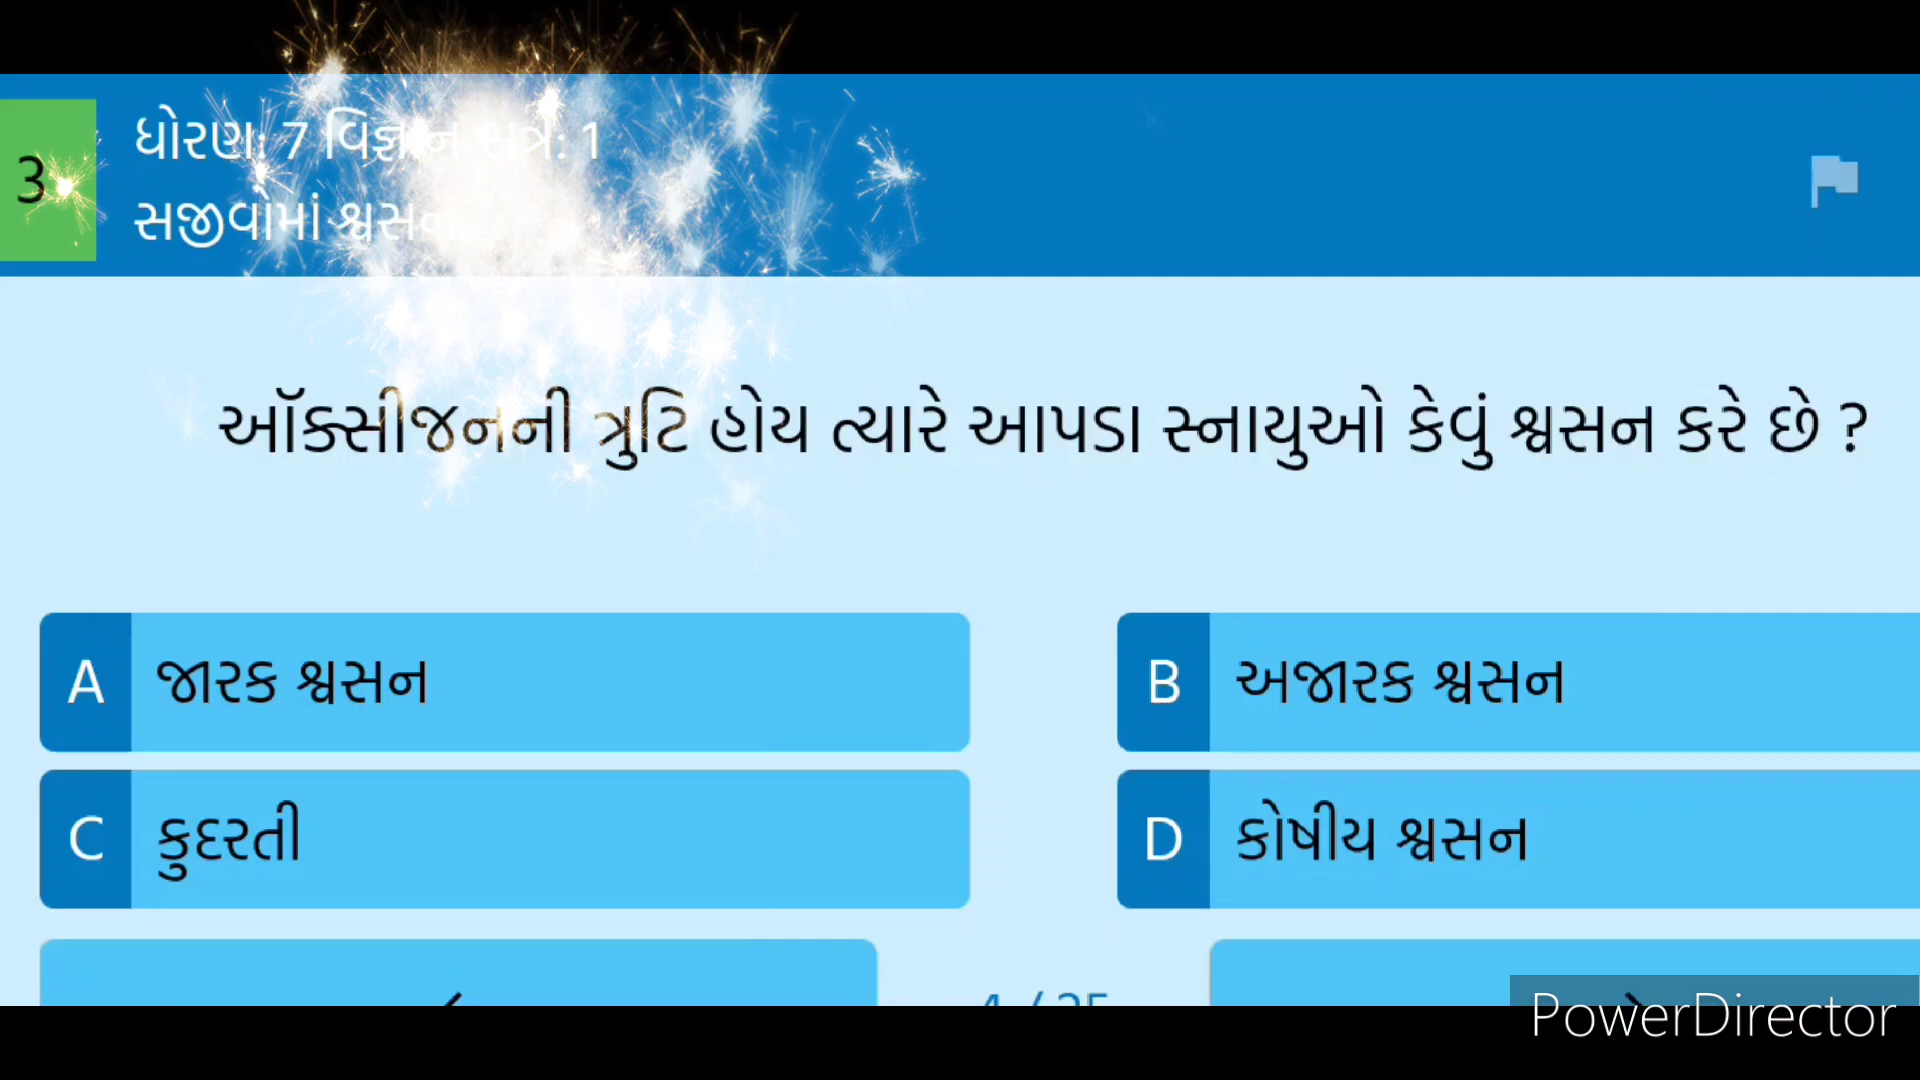 3
ધોરણ: 7 વિજ્ઞાન સત્ર: 1
સજીવોમાં શ્વસન
ઑક્સીજનની ત્રુટિ હોય ત્યારે આપડા સ્નાયુઓ કેવું શ્વસન કરે છે ?
A જારક શ્વસન
B અજારક શ્વસન
C કુદરતી
D કોષીય શ્વસન
PowerDirector